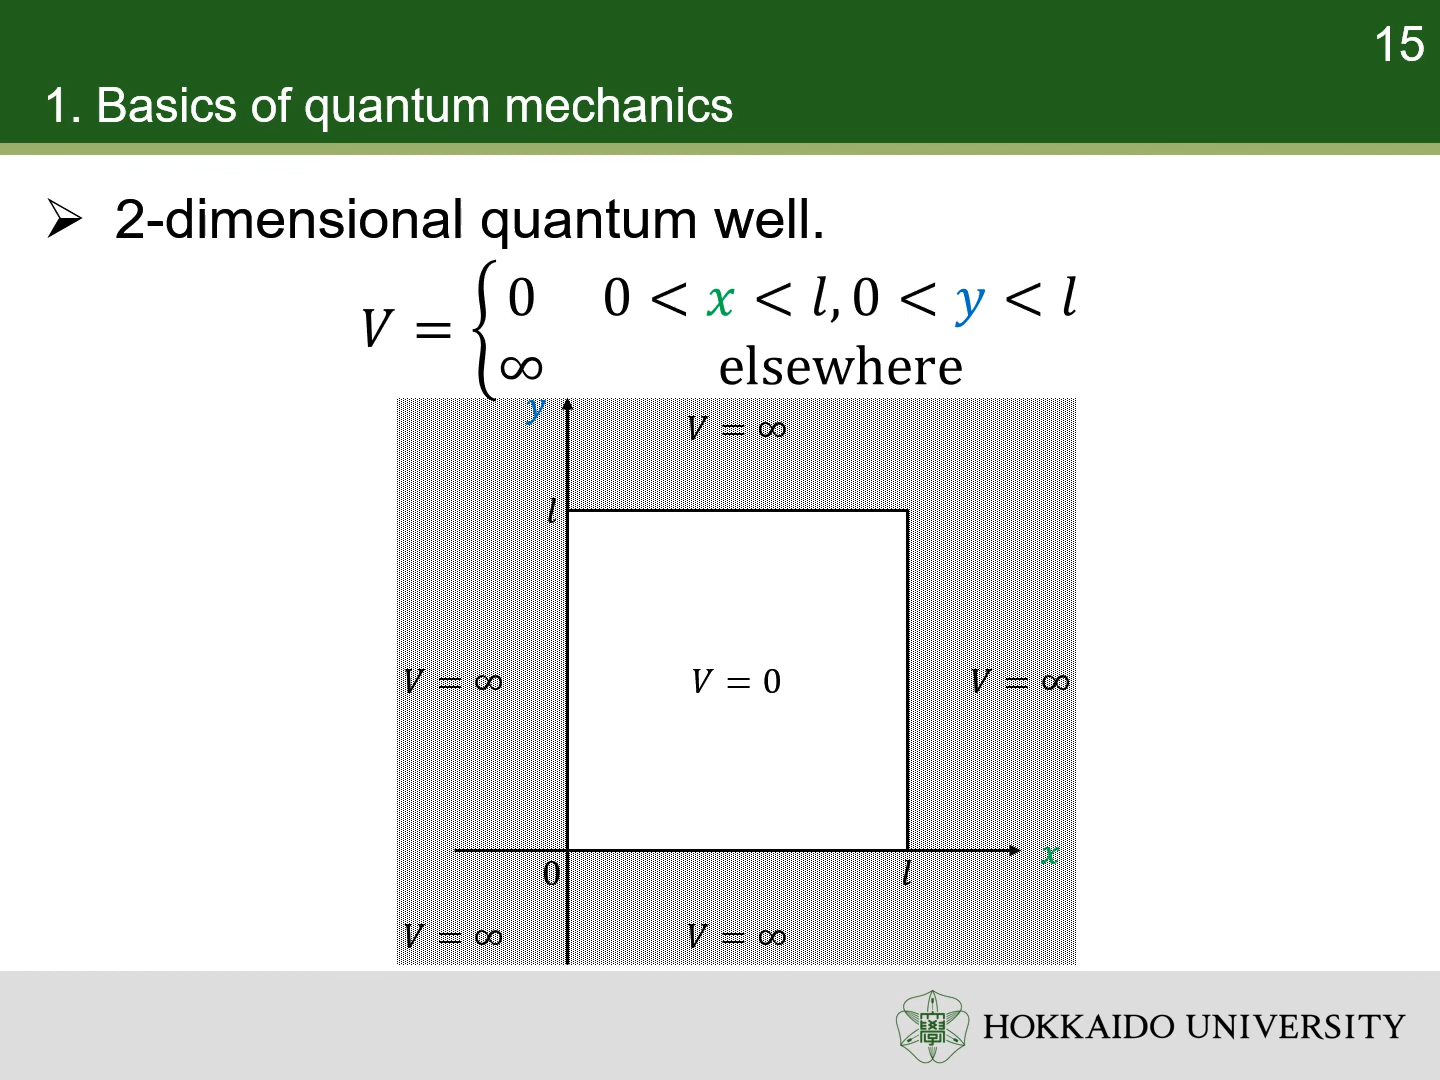 15
1. Basics of quantum mechanics
➢ 2-dimensional quantum well.
V = { 0 0 < x < l, 0 < y < l
∞ elsewhere
y
V = ∞
l
V = ∞ V = 0 V = ∞
x
0 l
V = ∞ V = ∞
HOKKAIDO UNIVERSITY